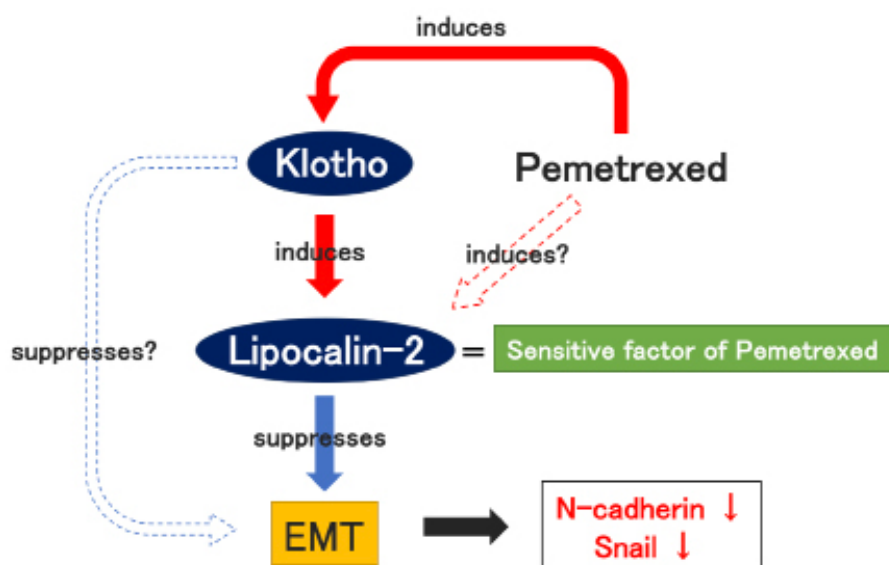 induces
Klotho
Pemetrexed
induces
induces?
suppresses?
Lipocalin-2
=
Sensitive factor of Pemetrexed
suppresses
EMT
N-cadherin ↓
Snail ↓